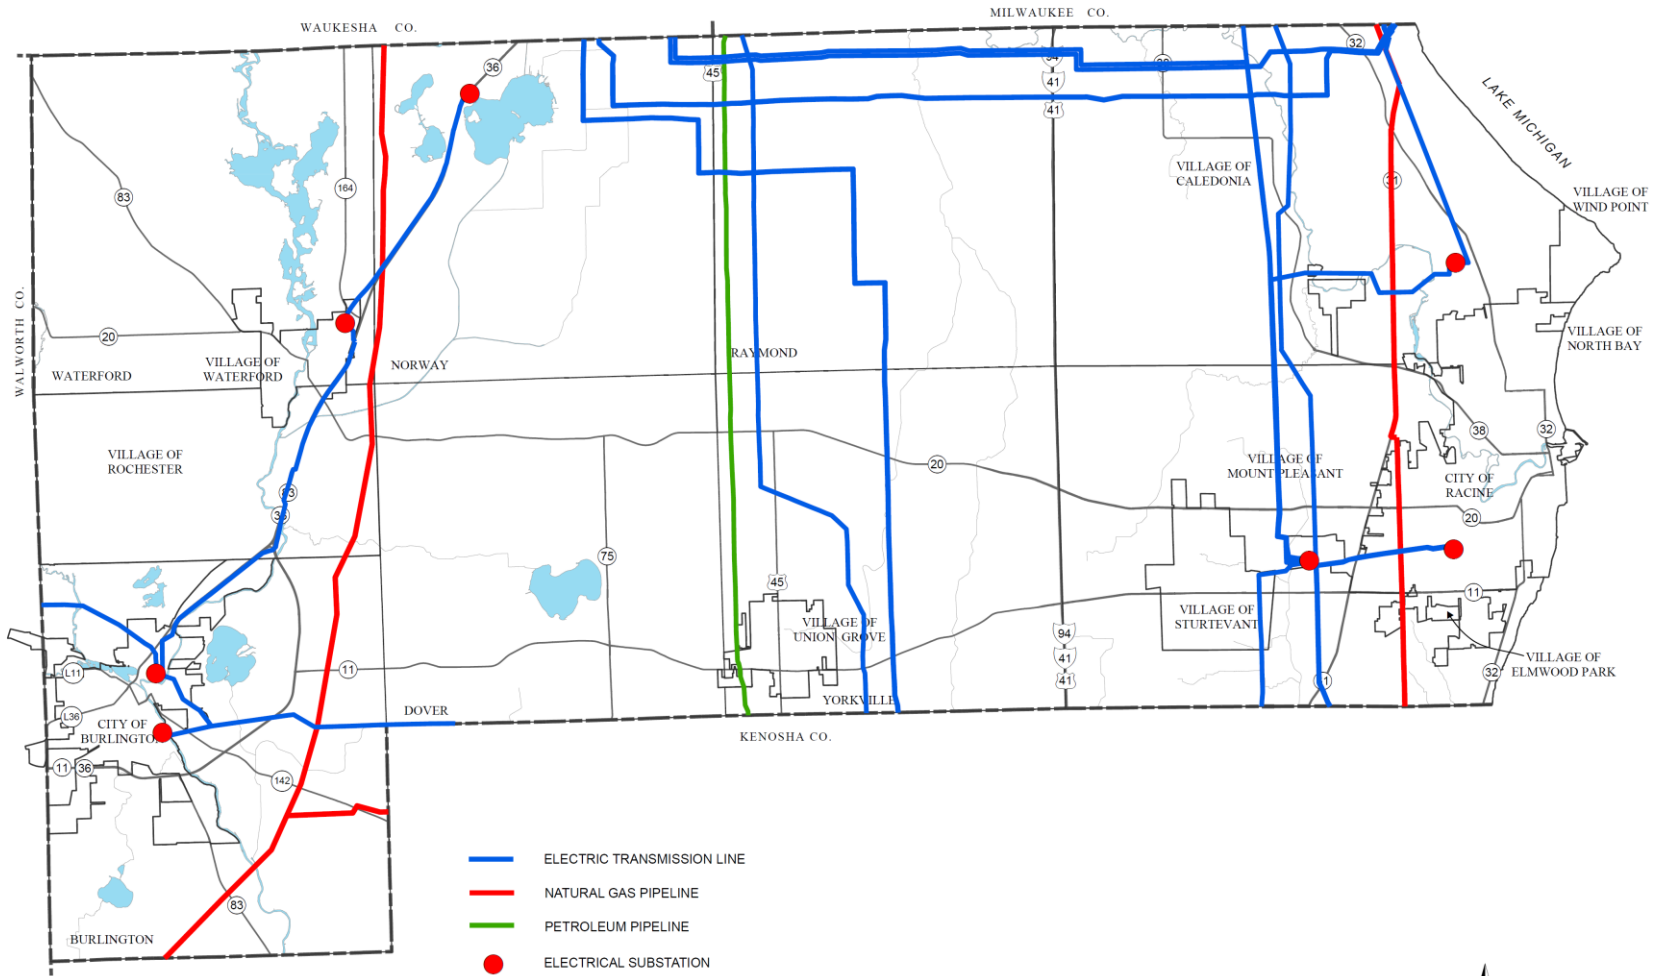 WAUKESHA CO.
MILWAUKEE CO.
36
32
45
94
41
41
38
LAKE MICHIGAN
83
164
VILLAGE OF
CALEDONIA
31
VILLAGE OF
WIND POINT
WALWORTH CO.
20
VILLAGE OF
WATERFORD
WATERFORD
NORWAY
RAYMOND
VILLAGE OF
NORTH BAY
VILLAGE OF
ROCHESTER
20
38
32
VILLAGE OF
MOUNT PLEASANT
CITY OF
RACINE
83
36
20
75
45
11
VILLAGE OF
UNION GROVE
VILLAGE OF
STURTEVANT
94
41
41
L11
11
VILLAGE OF
ELMWOOD PARK
32
31
L36
CITY OF
BURLINGTON
DOVER
YORKVILLE
KENOSHA CO.
11
36
142
83
BURLINGTON
ELECTRIC TRANSMISSION LINE
NATURAL GAS PIPELINE
PETROLEUM PIPELINE
ELECTRICAL SUBSTATION